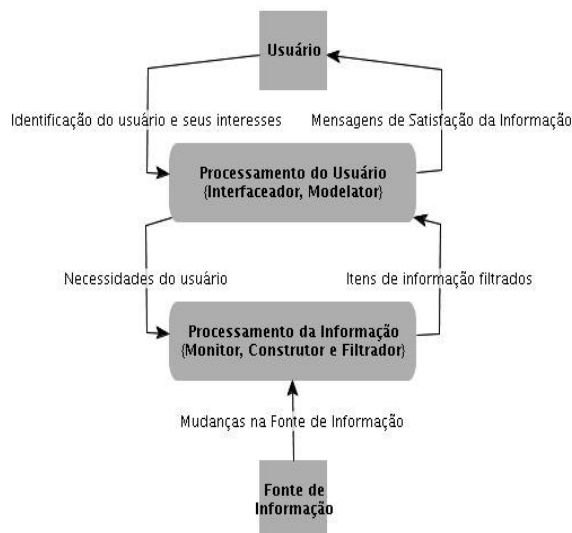 Usuário
Identificação do usuário e seus interesses
Mensagens de Satisfação da Informação
Processamento do Usuário
{Interfaceador, Modelator}
Necessidades do usuário
Itens de informação filtrados
Processamento da Informação
{Monitor, Construtor e Filtrador}
Mudanças na Fonte de Informação
Fonte de
Informação